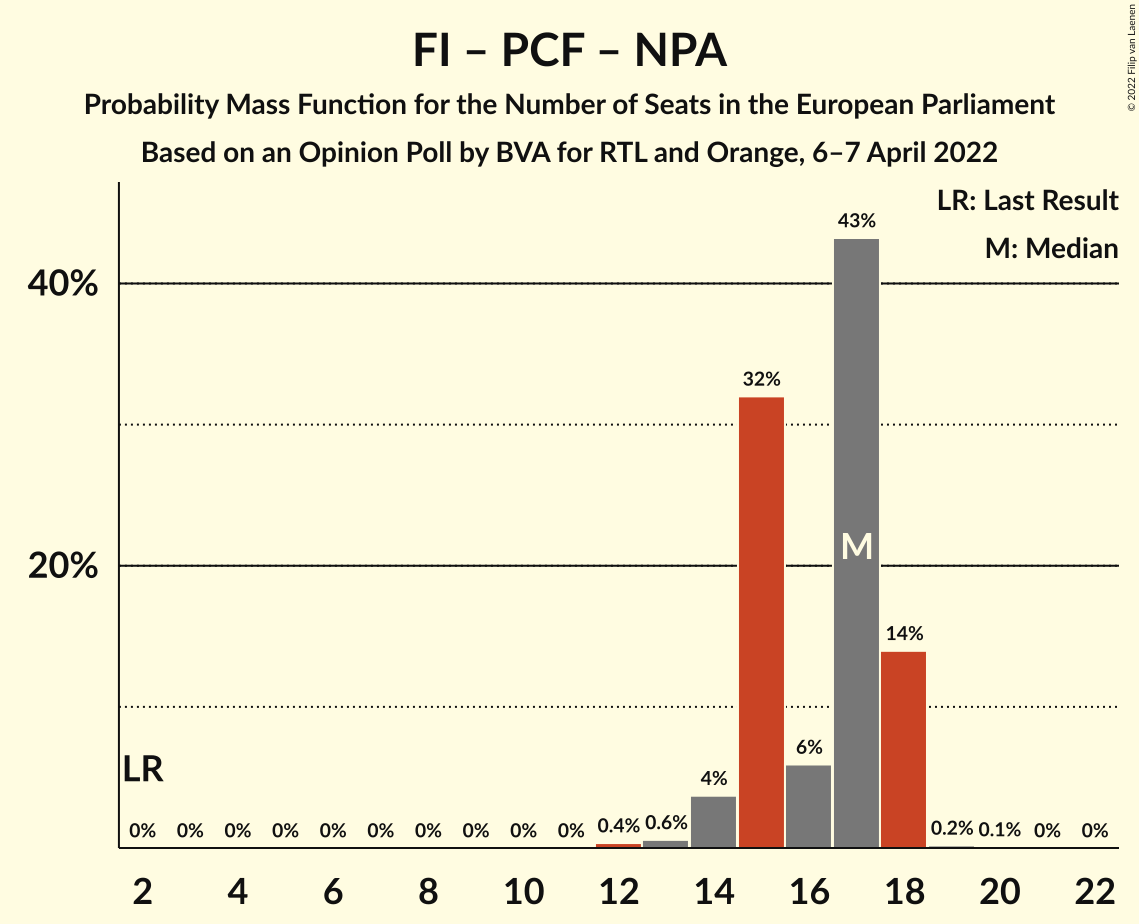 FI – PCF – NPA
Probability Mass Function for the Number of Seats in the European Parliament
Based on an Opinion Poll by BVA for RTL and Orange, 6–7 April 2022
© 2022 Filip van Laenen
LR: Last Result
M: Median
40%
20%
LR
0% 0% 0% 0% 0% 0% 0% 0% 0% 0% 0.4% 0.6% 4% 32% 6% 43% 14% 0.2% 0.1% 0% 0%
M
2 4 6 8 10 12 14 16 18 20 22